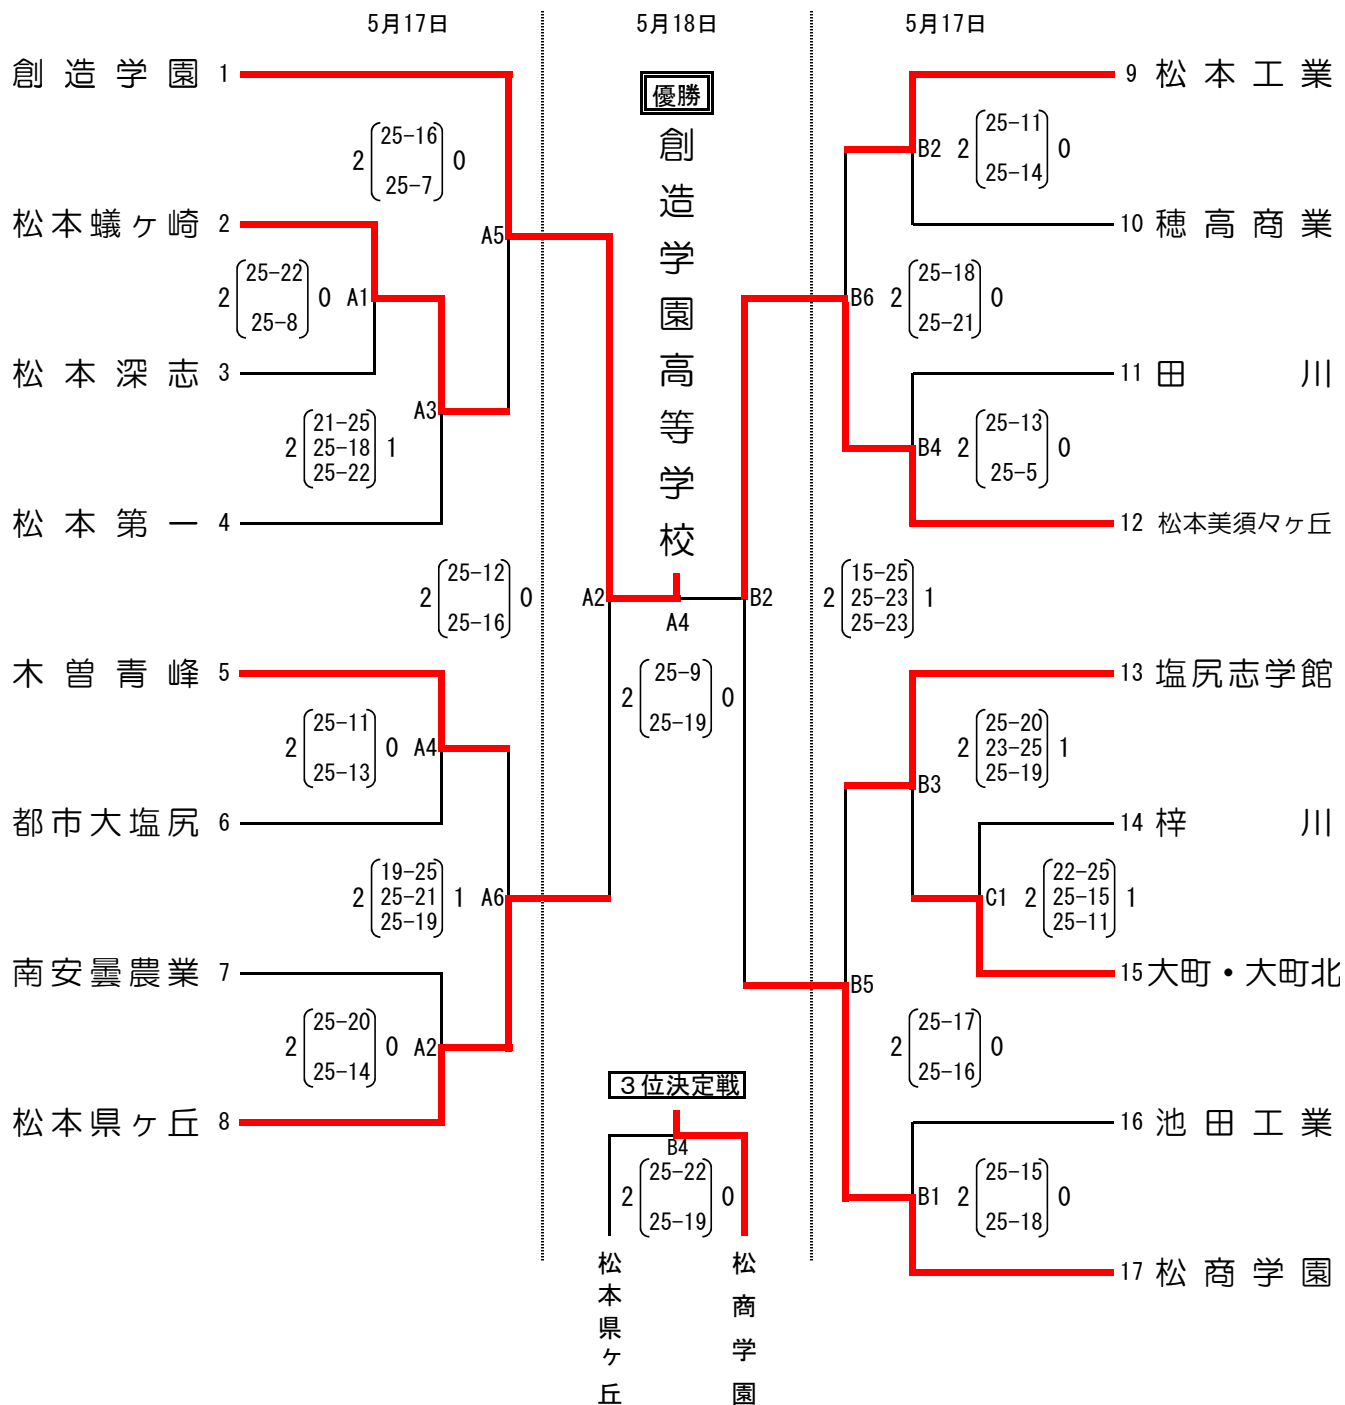 5月17日
5月18日
5月17日
優勝
創造学園高等学校
創造学園 1
2 25-16 25-7 0
A5
松本蟻ヶ崎 2
2 25-22 25-8 0 A1
松本深志 3
A3
2 21-25 25-18 25-22 1
松本第一 4
2 25-12 25-16 0
A2
A4
2 25-9 25-19 0
木曽青峰 5
2 25-11 25-13 0 A4
都市大塩尻 6
2 19-25 25-21 25-19 1 A6
南安曇農業 7
2 25-20 25-14 0 A2
松本県ヶ丘 8
9 松本工業
B2 2 25-11 25-14 0
10 穂高商業
B6 2 25-18 25-21 0
11 田川
B4 2 25-13 25-5 0
12 松本美須々ヶ丘
B2 2 15-25 25-23 25-23 1
13 塩尻志学館
2 25-20 23-25 25-19 1
B3
14 梓川
C1 2 22-25 25-15 25-11 1
15 大町・大町北
B5
2 25-17 25-16 0
16 池田工業
B1 2 25-15 25-18 0
17 松商学園
3位決定戦
B4
2 25-22 25-19 0
松本県ヶ丘
松商学園